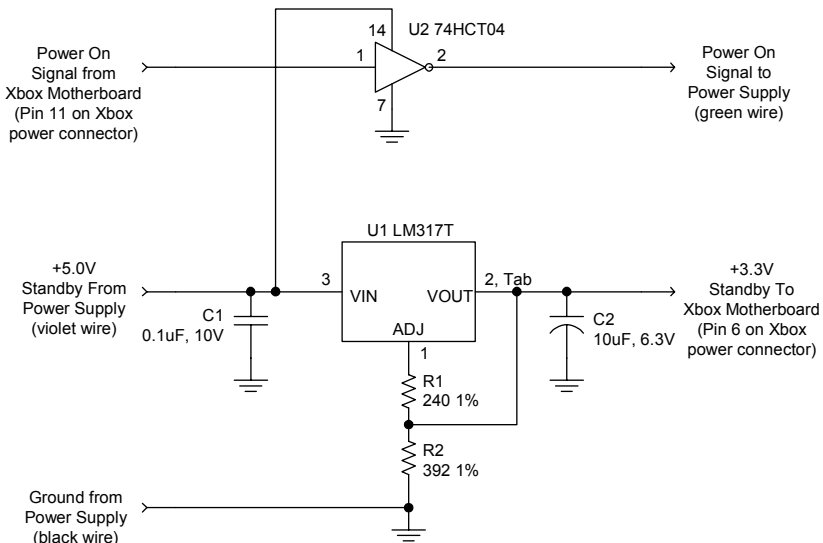 Power On
Signal from
Xbox Motherboard
(Pin 11 on Xbox
power connector)
14
U2 74HCT04
1
2
7
Power On
Signal to
Power Supply
(green wire)
+5.0V
Standby From
Power Supply
(violet wire)
C1
0.1uF, 10V
U1 LM317T
3
VIN
VOUT
ADJ
2, Tab
1
R1
240 1%
R2
392 1%
C2
10uF, 6.3V
+3.3V
Standby To
Xbox Motherboard
(Pin 6 on Xbox
power connector)
Ground from
Power Supply
(black wire)